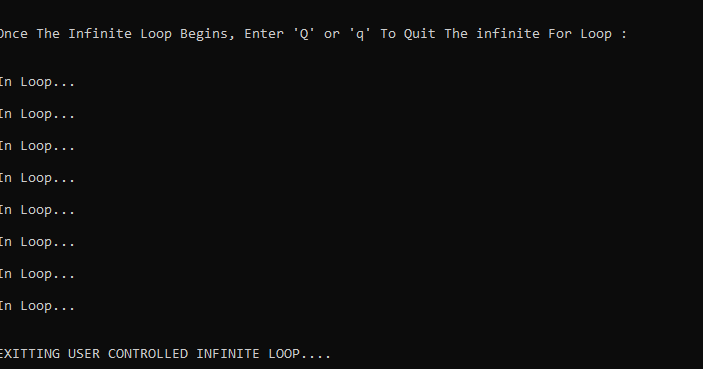 Once The Infinite Loop Begins, Enter 'Q' or 'q' To Quit The infinite For Loop :
In Loop...
In Loop...
In Loop...
In Loop...
In Loop...
In Loop...
In Loop...
In Loop...
EXITTING USER CONTROLLED INFINITE LOOP....